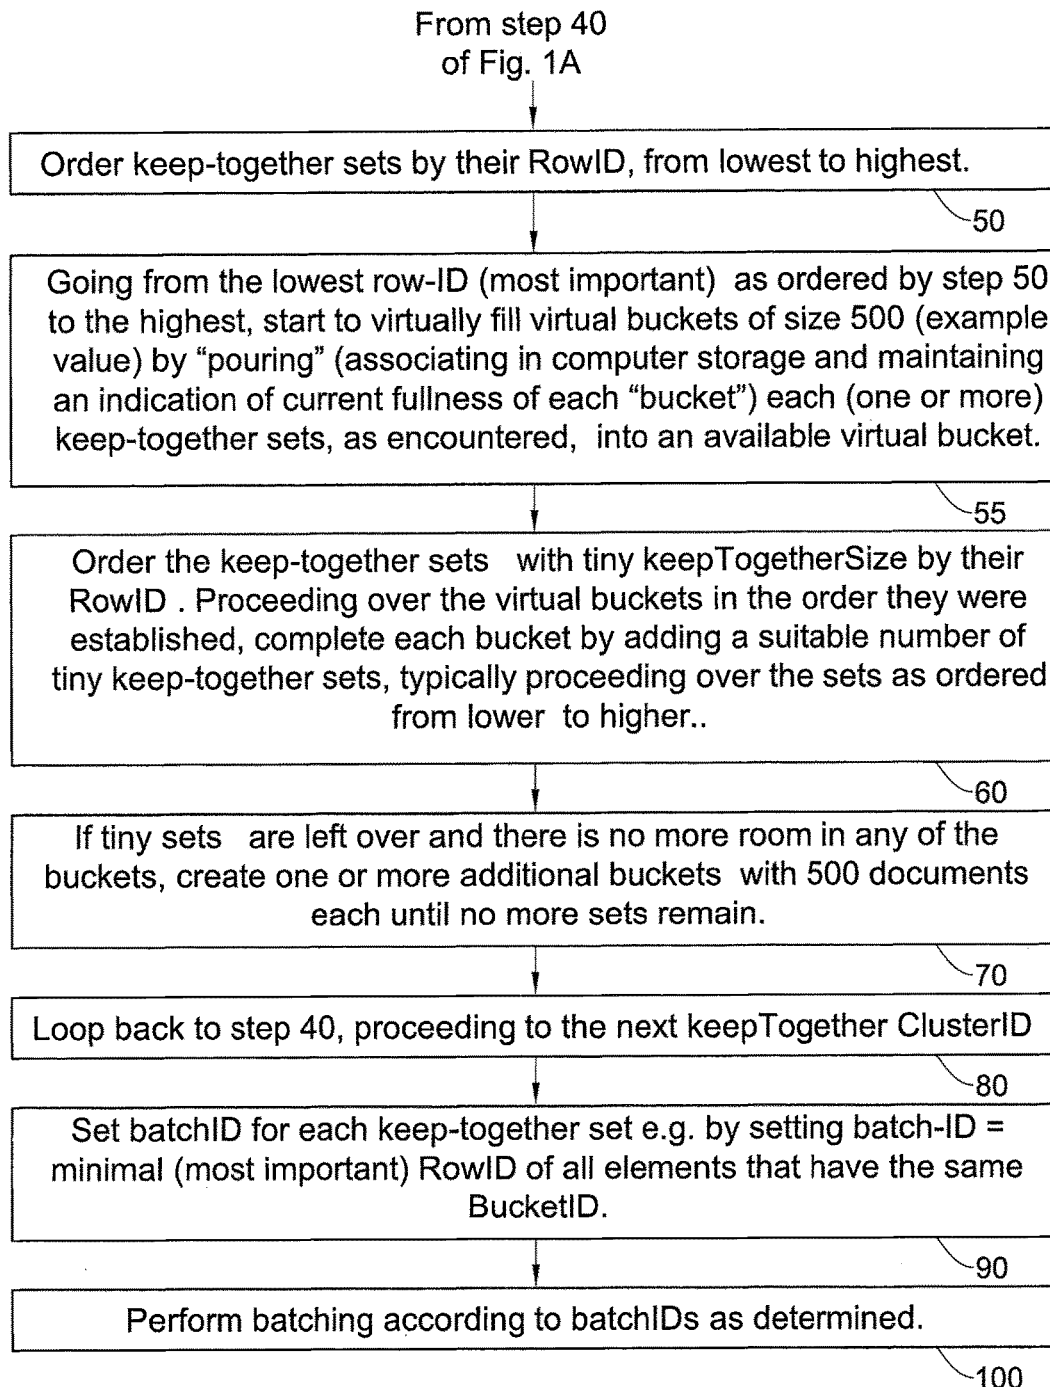 From step 40
of Fig. 1A
Order keep-together sets by their RowID, from lowest to highest.
50
Going from the lowest row-ID (most important) as ordered by step 50
to the highest, start to virtually fill virtual buckets of size 500 (example
value) by “pouring” (associating in computer storage and maintaining
an indication of current fullness of each “bucket”) each (one or more)
keep-together sets, as encountered, into an available virtual bucket.
55
Order the keep-together sets with tiny keepTogetherSize by their
RowID . Proceeding over the virtual buckets in the order they were
established, complete each bucket by adding a suitable number of
tiny keep-together sets, typically proceeding over the sets as ordered
from lower to higher..
60
If tiny sets are left over and there is no more room in any of the
buckets, create one or more additional buckets with 500 documents
each until no more sets remain.
70
Loop back to step 40, proceeding to the next keepTogether ClusterID
80
Set batchID for each keep-together set e.g. by setting batch-ID =
minimal (most important) RowID of all elements that have the same
BucketID.
90
Perform batching according to batchIDs as determined.
100